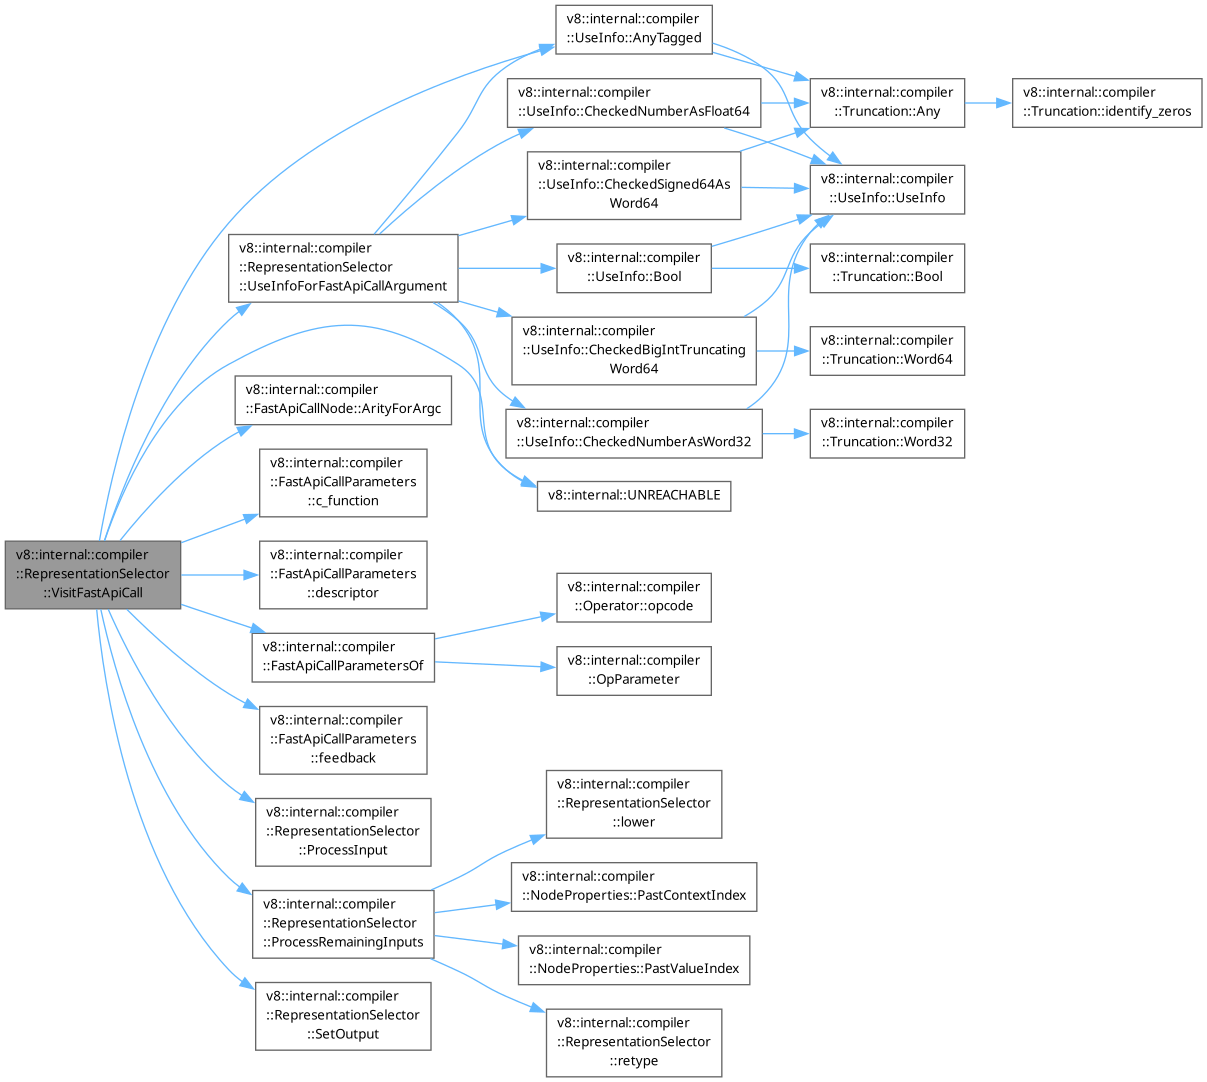 v8::internal::compiler
::RepresentationSelector
::VisitFastApiCall
v8::internal::compiler
::RepresentationSelector
::UseInfoForFastApiCallArgument
v8::internal::compiler
::FastApiCallNode::ArityForArgc
v8::internal::compiler
::FastApiCallParameters
::c_function
v8::internal::compiler
::FastApiCallParameters
::descriptor
v8::internal::compiler
::FastApiCallParametersOf
v8::internal::compiler
::FastApiCallParameters
::feedback
v8::internal::compiler
::RepresentationSelector
::ProcessInput
v8::internal::compiler
::RepresentationSelector
::ProcessRemainingInputs
v8::internal::compiler
::RepresentationSelector
::SetOutput
v8::internal::compiler
::UseInfo::AnyTagged
v8::internal::compiler
::UseInfo::CheckedNumberAsFloat64
v8::internal::compiler
::UseInfo::CheckedSigned64As
Word64
v8::internal::compiler
::UseInfo::Bool
v8::internal::compiler
::UseInfo::CheckedBigIntTruncating
Word64
v8::internal::compiler
::UseInfo::CheckedNumberAsWord32
v8::internal::UNREACHABLE
v8::internal::compiler
::Operator::opcode
v8::internal::compiler
::OpParameter
v8::internal::compiler
::RepresentationSelector
::lower
v8::internal::compiler
::NodeProperties::PastContextIndex
v8::internal::compiler
::NodeProperties::PastValueIndex
v8::internal::compiler
::RepresentationSelector
::retype
v8::internal::compiler
::Truncation::Any
v8::internal::compiler
::UseInfo::UseInfo
v8::internal::compiler
::Truncation::Bool
v8::internal::compiler
::Truncation::Word64
v8::internal::compiler
::Truncation::Word32
v8::internal::compiler
::Truncation::identify_zeros